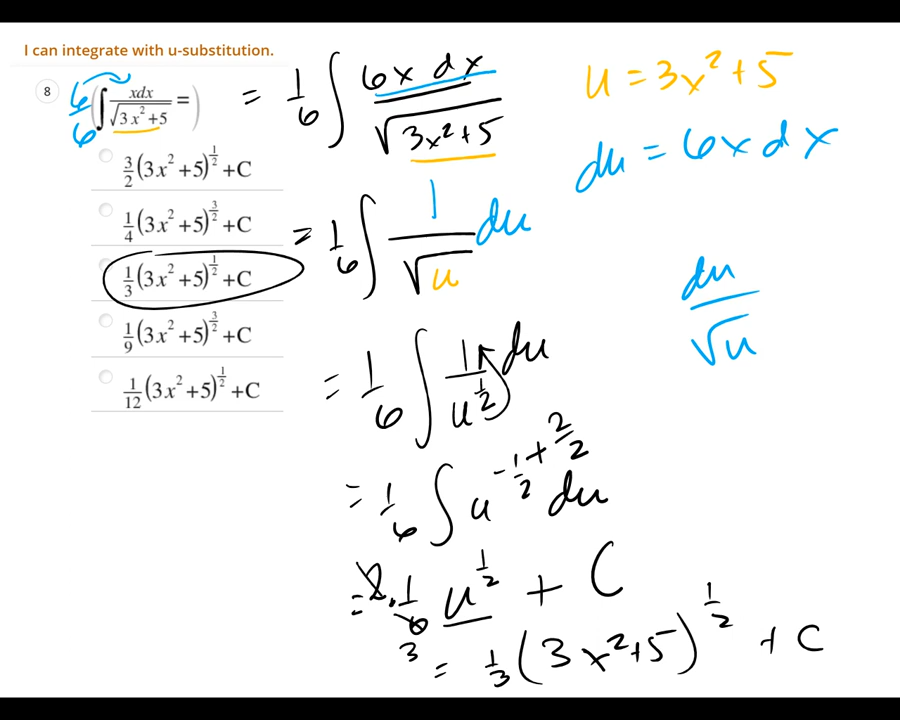 I can integrate with u-substitution.
8
6/6 (∫ xdx/√(3x²+5) = )
3/2(3x²+5)^(1/2)+C
1/4(3x²+5)^(3/2)+C
1/3(3x²+5)^(1/2)+C
1/9(3x²+5)^(3/2)+C
1/12(3x²+5)^(1/2)+C
= 1/6 ∫ 6x dx/√(3x²+5)
u = 3x²+5
du = 6x dx
= 1/6 ∫ 1/√u du
du/√u
= 1/6 ∫ 1/u^(1/2) du
= 1/6 ∫ u^(-1/2 + 2/2) du
= 2·1/6 u^(1/2) + C
3
= 1/3 (3x²+5)^(1/2) + C